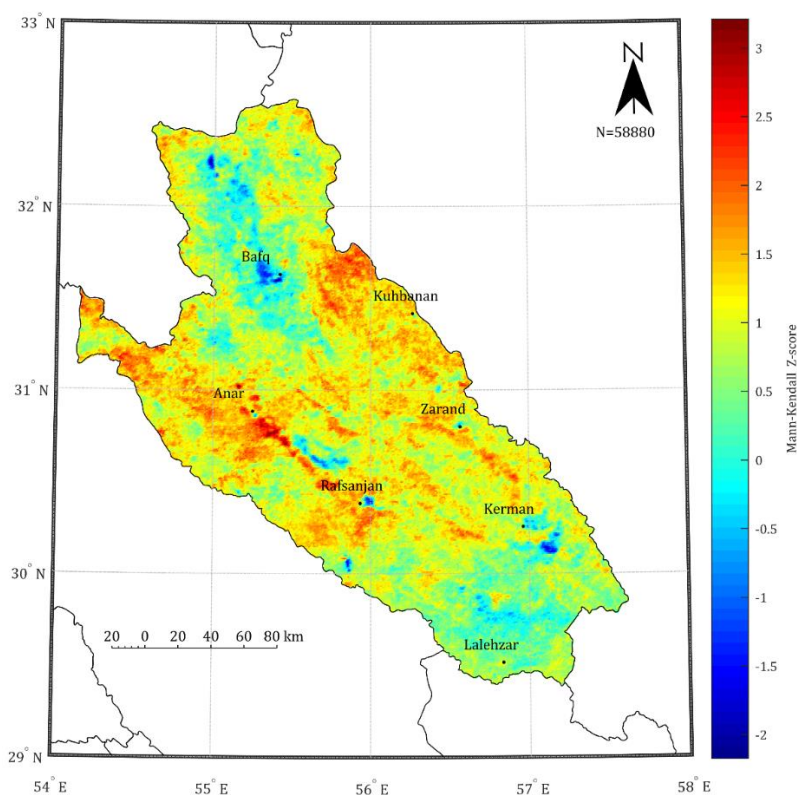 33° N
N
N=58880
32° N
Bafq
Kuhbanan
31° N
Anar
Zarand
Rafsanjan
Kerman
30° N
20 0 20 40 60 80 km
Lalehzar
29° N
54° E
55° E
56° E
57° E
58° E
3
2.5
2
1.5
1
0.5
0
-0.5
-1
-1.5
-2
Mann-Kendall Z-score